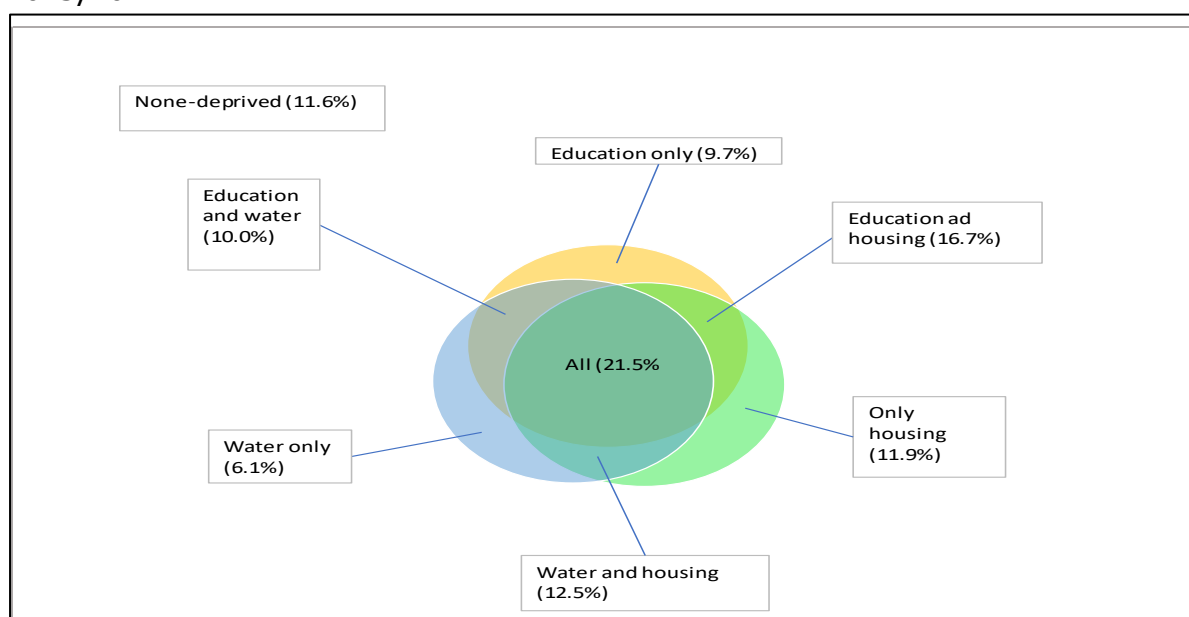 None-deprived (11.6%)
Education only (9.7%)
Education
and water
(10.0%)
Education ad
housing (16.7%)
All (21.5%
Only
housing
(11.9%)
Water only
(6.1%)
Water and housing
(12.5%)